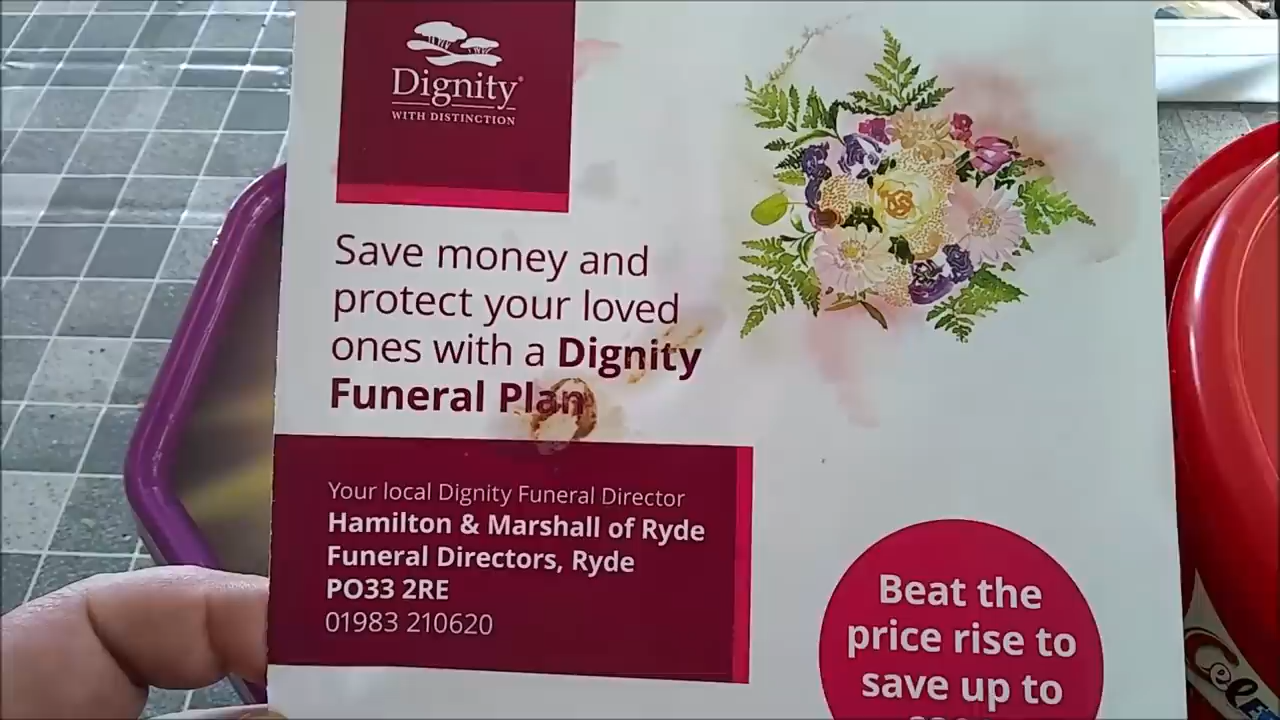 Dignity
WITH DISTINCTION
Save money and
protect your loved
ones with a Dignity
Funeral Plan
Your local Dignity Funeral Director
Hamilton & Marshall of Ryde
Funeral Directors, Ryde
PO33 2RE
01983 210620
Beat the
price rise to
save up to